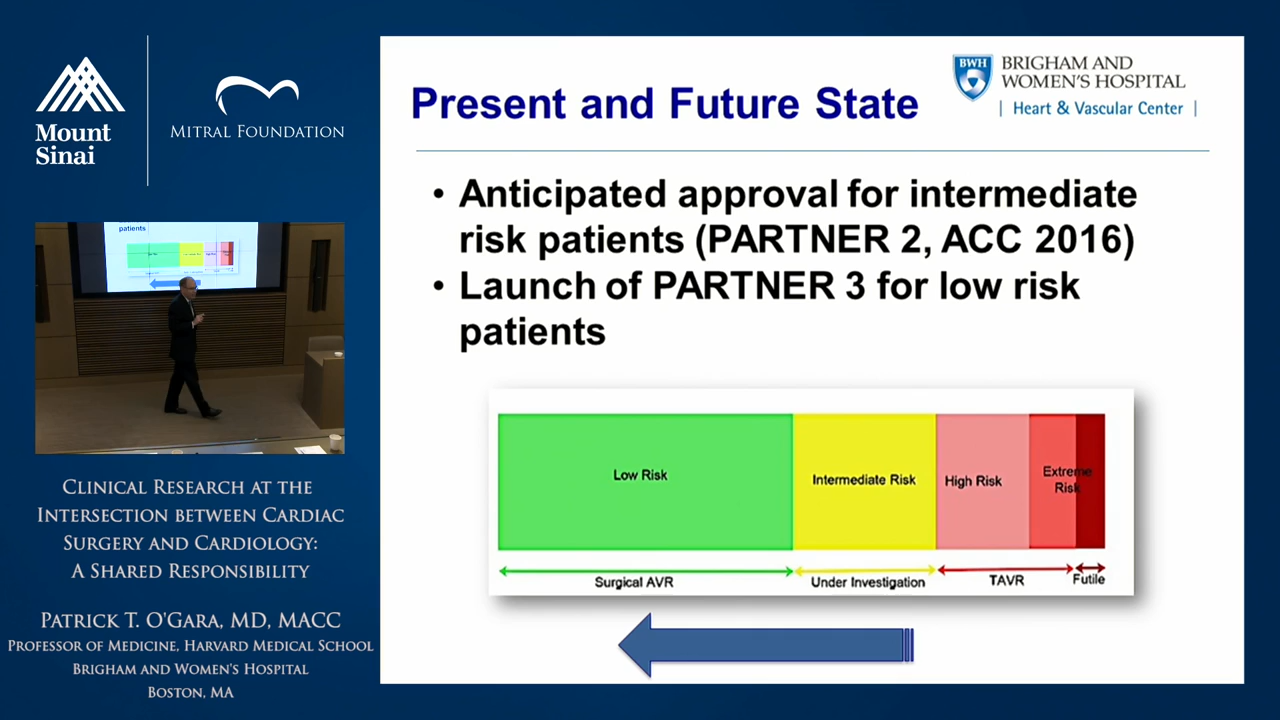 Mount
Sinai
MITRAL FOUNDATION
patients
CLINICAL RESEARCH AT THE
INTERSECTION BETWEEN CARDIAC
SURGERY AND CARDIOLOGY:
A SHARED RESPONSIBILITY
PATRICK T. O'GARA, MD, MACC
PROFESSOR OF MEDICINE, HARVARD MEDICAL SCHOOL
BRIGHAM AND WOMEN'S HOSPITAL
BOSTON, MA
Present and Future State
BWH
BRIGHAM AND
WOMEN'S HOSPITAL
| Heart & Vascular Center |
• Anticipated approval for intermediate
risk patients (PARTNER 2, ACC 2016)
• Launch of PARTNER 3 for low risk
patients
Low Risk
Intermediate Risk
High Risk
Extreme
Risk
Surgical AVR
Under Investigation
TAVR
Futile